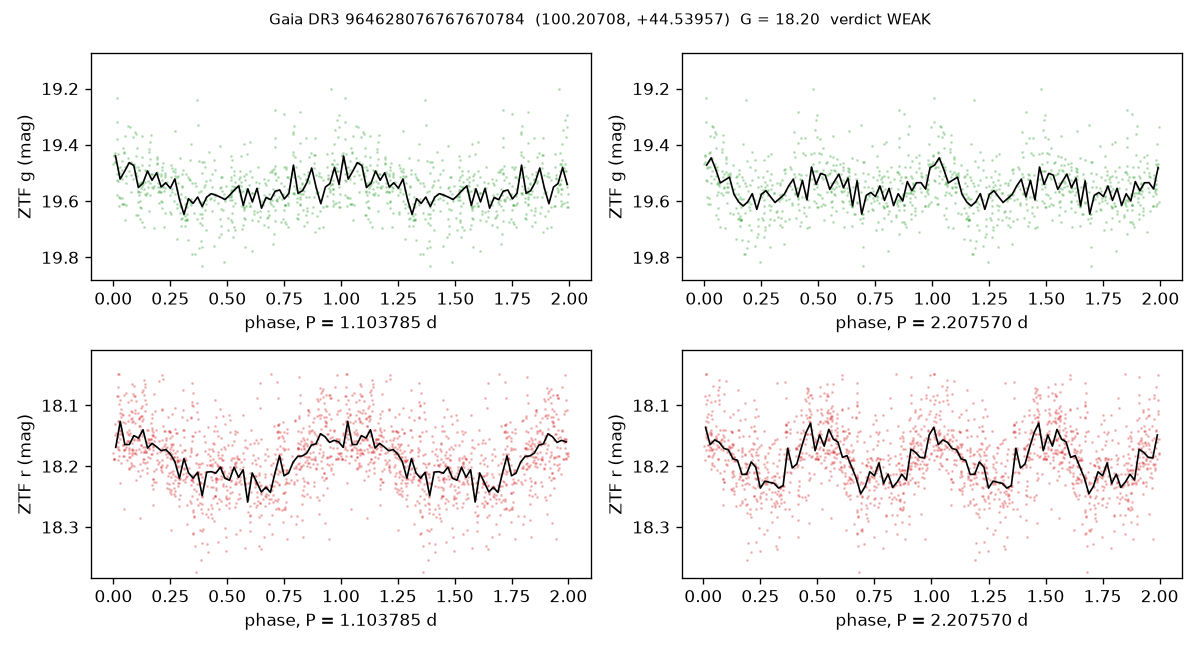 Gaia DR3 964628076767670784  (100.20708, +44.53957)  G = 18.20  verdict WEAK
ZTF g (mag)
19.2
19.4
19.6
19.8
0.00 0.25 0.50 0.75 1.00 1.25 1.50 1.75 2.00
phase, P = 1.103785 d
ZTF g (mag)
19.2
19.4
19.6
19.8
0.00 0.25 0.50 0.75 1.00 1.25 1.50 1.75 2.00
phase, P = 2.207570 d
ZTF r (mag)
18.1
18.2
18.3
0.00 0.25 0.50 0.75 1.00 1.25 1.50 1.75 2.00
phase, P = 1.103785 d
ZTF r (mag)
18.1
18.2
18.3
0.00 0.25 0.50 0.75 1.00 1.25 1.50 1.75 2.00
phase, P = 2.207570 d